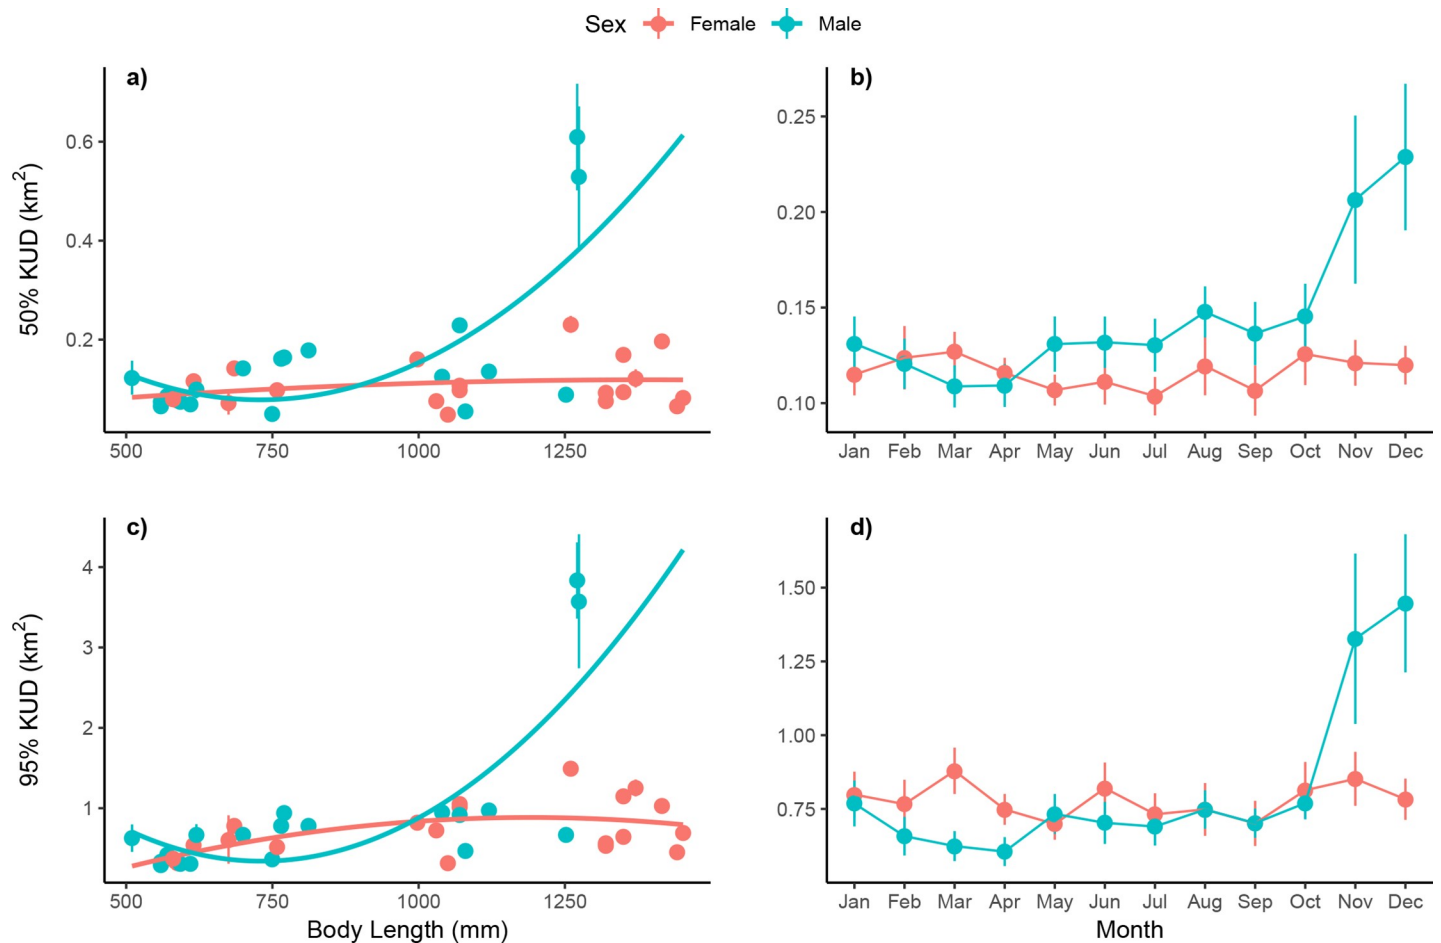 Sex Female Male
a)
50% KUD (km²)
0.6
0.4
0.2
500 750 1000 1250
b)
0.25
0.20
0.15
0.10
Jan Feb Mar Apr May Jun Jul Aug Sep Oct Nov Dec
c)
95% KUD (km²)
4
3
2
1
500 750 1000 1250
Body Length (mm)
d)
1.50
1.25
1.00
0.75
Jan Feb Mar Apr May Jun Jul Aug Sep Oct Nov Dec
Month